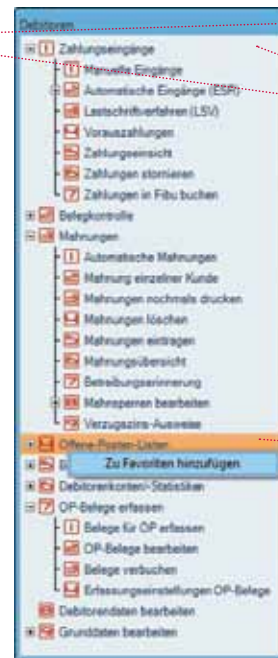 Debitoren
Zahlungseingänge
Manuelle Eingänge
Automatische Eingänge (ESR)
Lastschriftverfahren (LSV)
Vorauszahlungen
Zahlungseinsicht
Zahlungen stornieren
Zahlungen in Fibu buchen
Belegkontrolle
Mahnungen
Automatische Mahnungen
Mahnung einzelner Kunde
Mahnungen nochmals drucken
Mahnungen löschen
Mahnungen eintragen
Mahnungsübersicht
Betreibungserinnerung
Mahnsperren bearbeiten
Verzugszins-Ausweise
Offene-Posten-Listen
Zu Favoriten hinzufügen
Debitorenkonten/-Statistiken
OP-Belege erfassen
Belege für OP erfassen
OP-Belege bearbeiten
Belege verbuchen
Erfassungseinstellungen OP-Belege
Debitorendaten bearbeiten
Grunddaten bearbeiten